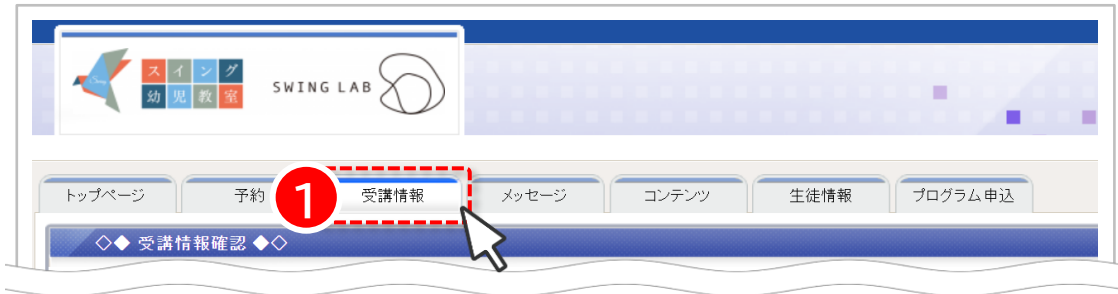 スイング
幼児教室
SWING LAB
トップページ 予約 1 受講情報 メッセージ コンテンツ 生徒情報 プログラム申込
◇◆ 受講情報確認 ◆◇